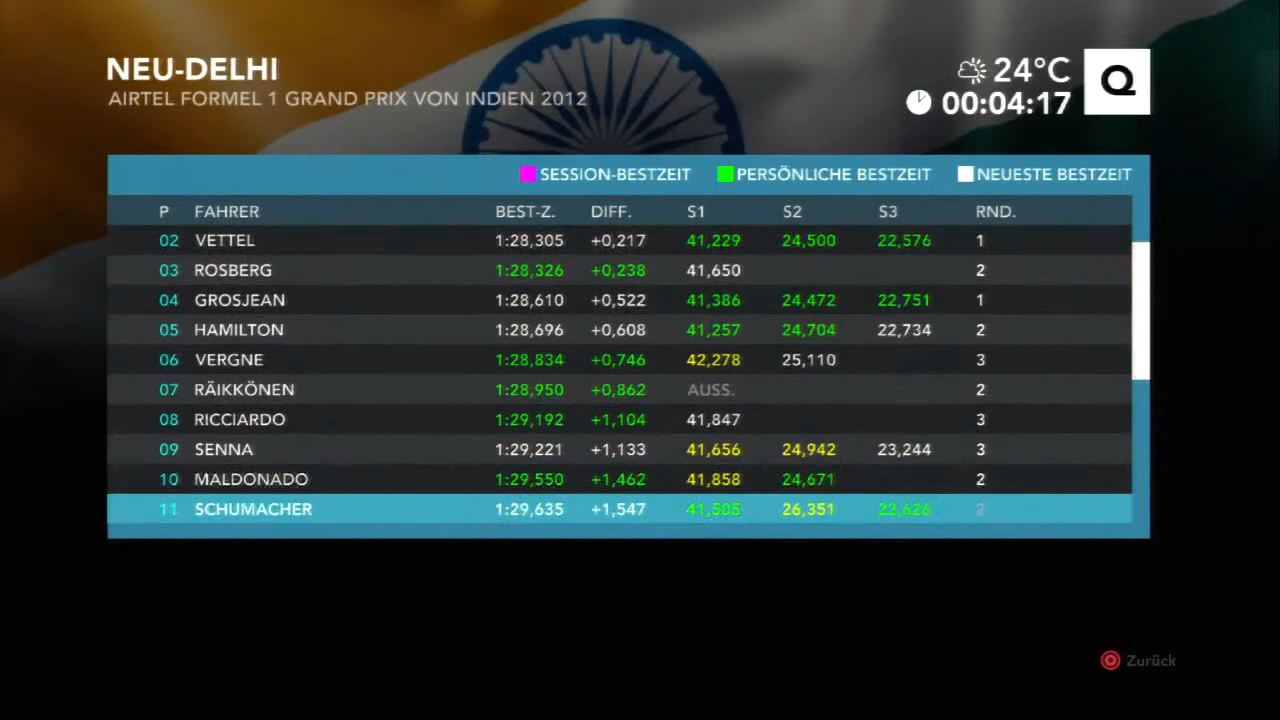 NEU-DELHI
AIRTEL FORMEL 1 GRAND PRIX VON INDIEN 2012
24°C
00:04:17
Q
SESSION-BESTZEIT PERSÖNLICHE BESTZEIT NEUESTE BESTZEIT
P FAHRER BEST-Z. DIFF. S1 S2 S3 RND.
02 VETTEL 1:28,305 +0,217 41,229 24,500 22,576 1
03 ROSBERG 1:28,326 +0,238 41,650 2
04 GROSJEAN 1:28,610 +0,522 41,386 24,472 22,751 1
05 HAMILTON 1:28,696 +0,608 41,257 24,704 22,734 2
06 VERGNE 1:28,834 +0,746 42,278 25,110 3
07 RÄIKKÖNEN 1:28,950 +0,862 AUSS. 2
08 RICCIARDO 1:29,192 +1,104 41,847 3
09 SENNA 1:29,221 +1,133 41,656 24,942 23,244 3
10 MALDONADO 1:29,550 +1,462 41,858 24,671 2
11 SCHUMACHER 1:29,635 +1,547 41,505 26,351 22,626 2
Zurück